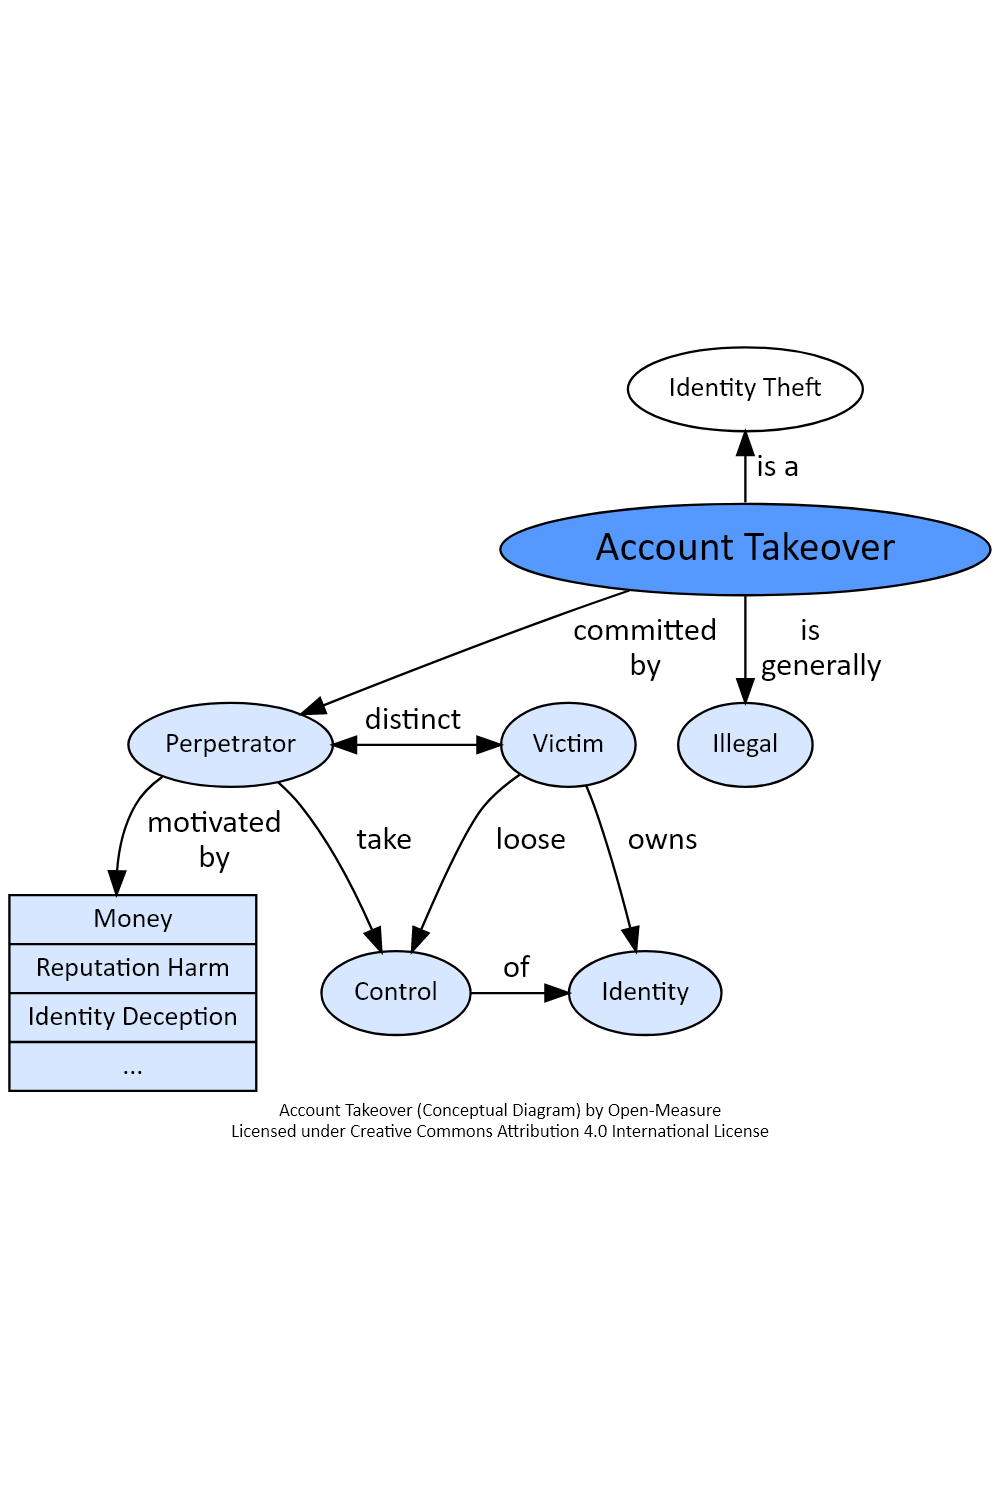 Identity Theft
is a
Account Takeover
committed
by
is
generally
distinct
Perpetrator
Victim
Illegal
motivated
by
take
loose
owns
Money
Reputation Harm
Identity Deception
...
Control
of
Identity
Account Takeover (Conceptual Diagram) by Open-Measure
Licensed under Creative Commons Attribution 4.0 International License